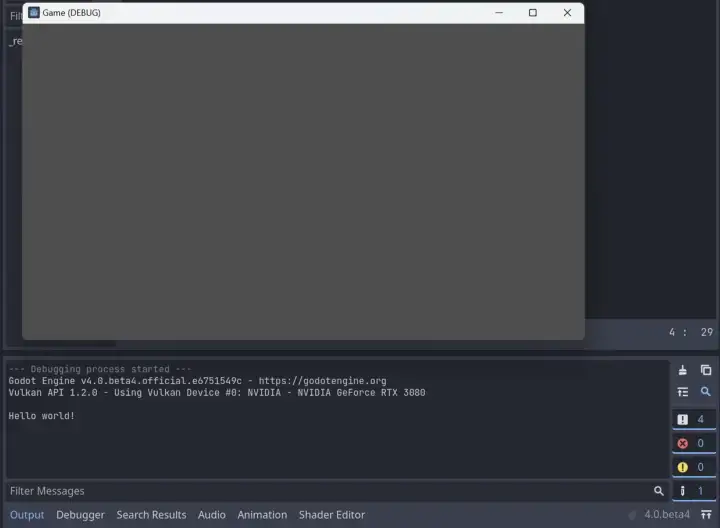 Game (DEBUG)
Fil
_re
4 : 29
--- Debugging process started ---
Godot Engine v4.0.beta4.official.e6751549c - https://godotengine.org
Vulkan API 1.2.0 - Using Vulkan Device #0: NVIDIA - NVIDIA GeForce RTX 3080
Hello world!
4
0
0
Filter Messages
1
Output Debugger Search Results Audio Animation Shader Editor 4.0.beta4